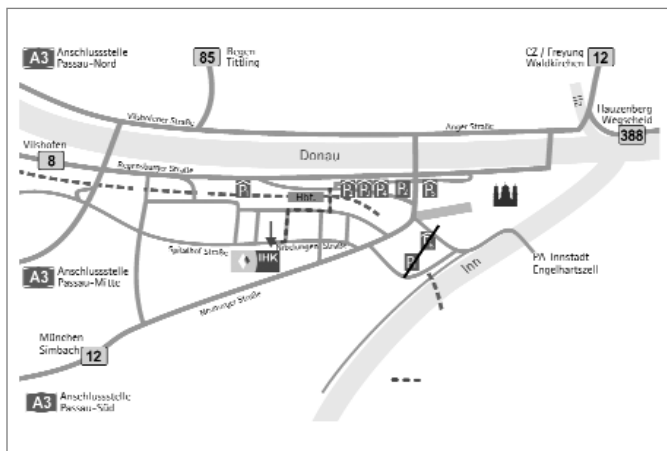 A3
Anschlussstelle
Passau-Nord
85
Regen
Tittling
CZ / Freyung
Waldkirchen
12
Ilz
Hauzenberg
Wegscheid
388
Vilshofener Straße
Anger Straße
Vilshofen
8
Donau
Regensburger Straße
P
Hbf.
P
P
P
P
P
Spitalhof Straße
Nibelungen Straße
IHK
P
P
Inn
PA-Innstadt
Engelhartszell
A3
Anschlussstelle
Passau-Mitte
Neuburger Straße
München
Simbach
12
A3
Anschlussstelle
Passau-Süd